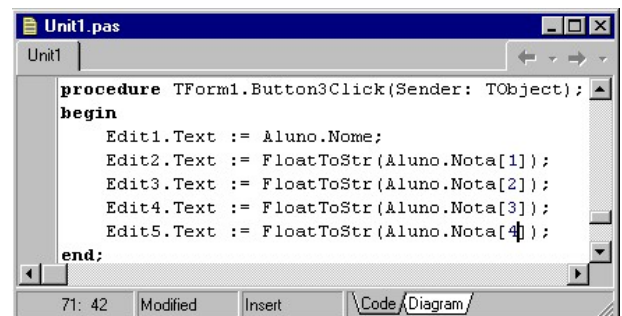 Unit1.pas
Unit1
procedure TForm1.Button3Click(Sender: TObject);
begin
    Edit1.Text := Aluno.Nome;
    Edit2.Text := FloatToStr(Aluno.Nota[1]);
    Edit3.Text := FloatToStr(Aluno.Nota[2]);
    Edit4.Text := FloatToStr(Aluno.Nota[3]);
    Edit5.Text := FloatToStr(Aluno.Nota[4]);
end;
71: 42 Modified Insert Code Diagram